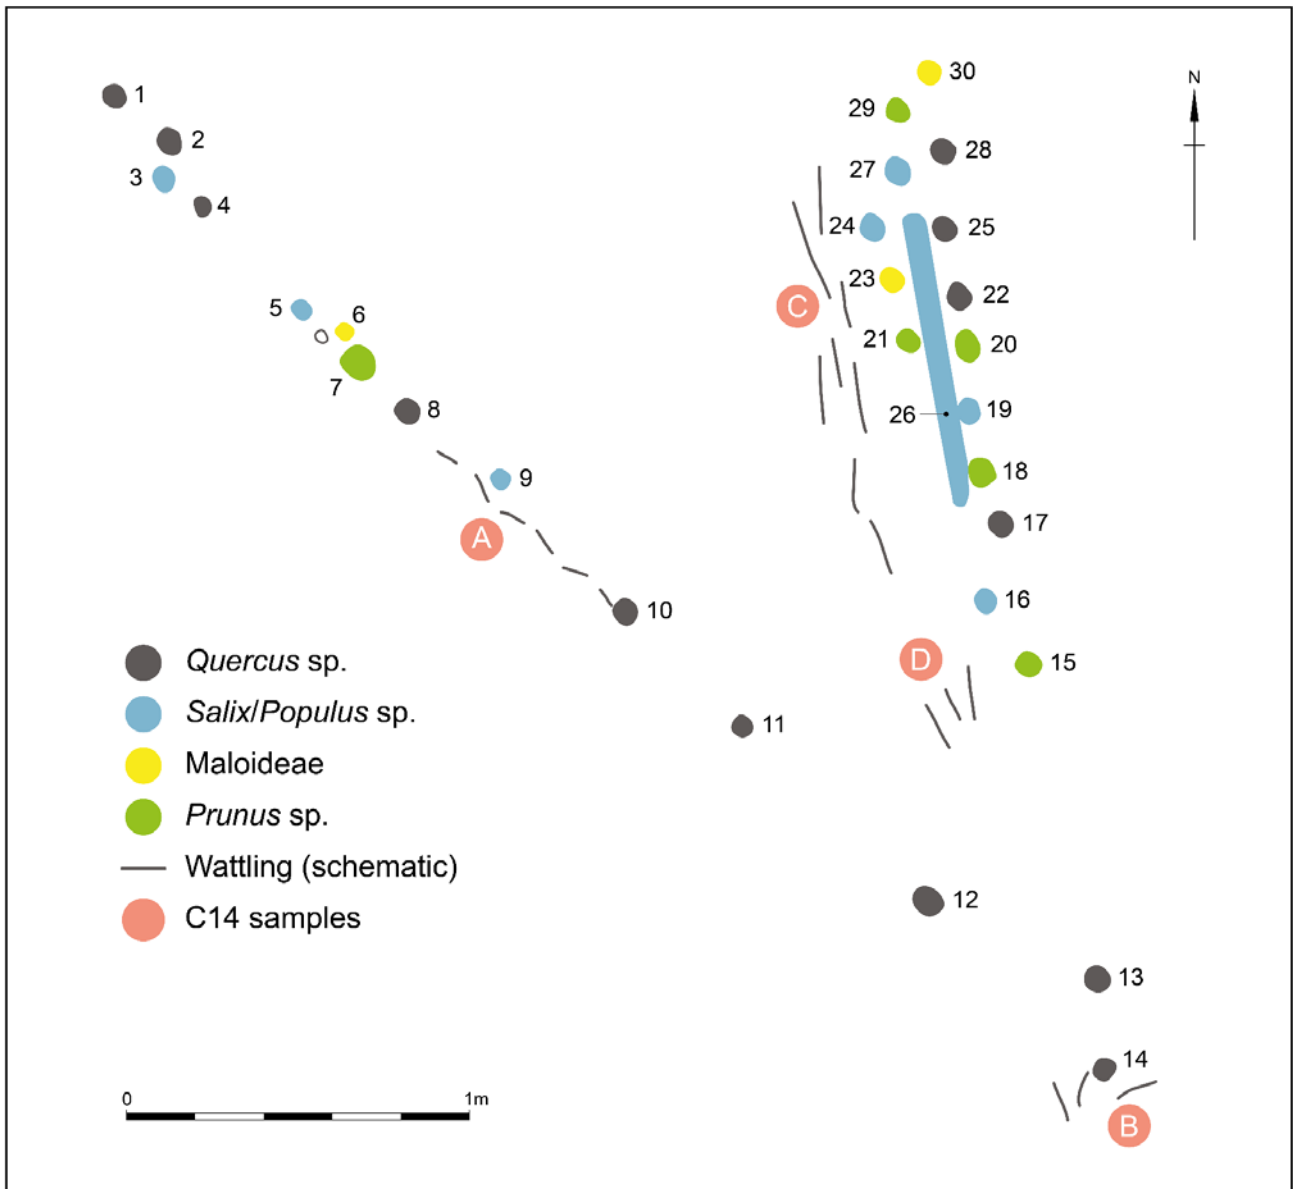 N
30
1
29
2
28
27
3
4
24
25
23
22
5
6
21
20
7
8
26
19
18
9
17
A
C
16
10
D
15
Quercus sp.
Salix/Populus sp.
11
Maloideae
Prunus sp.
Wattling (schematic)
12
C14 samples
13
14
0
1m
B